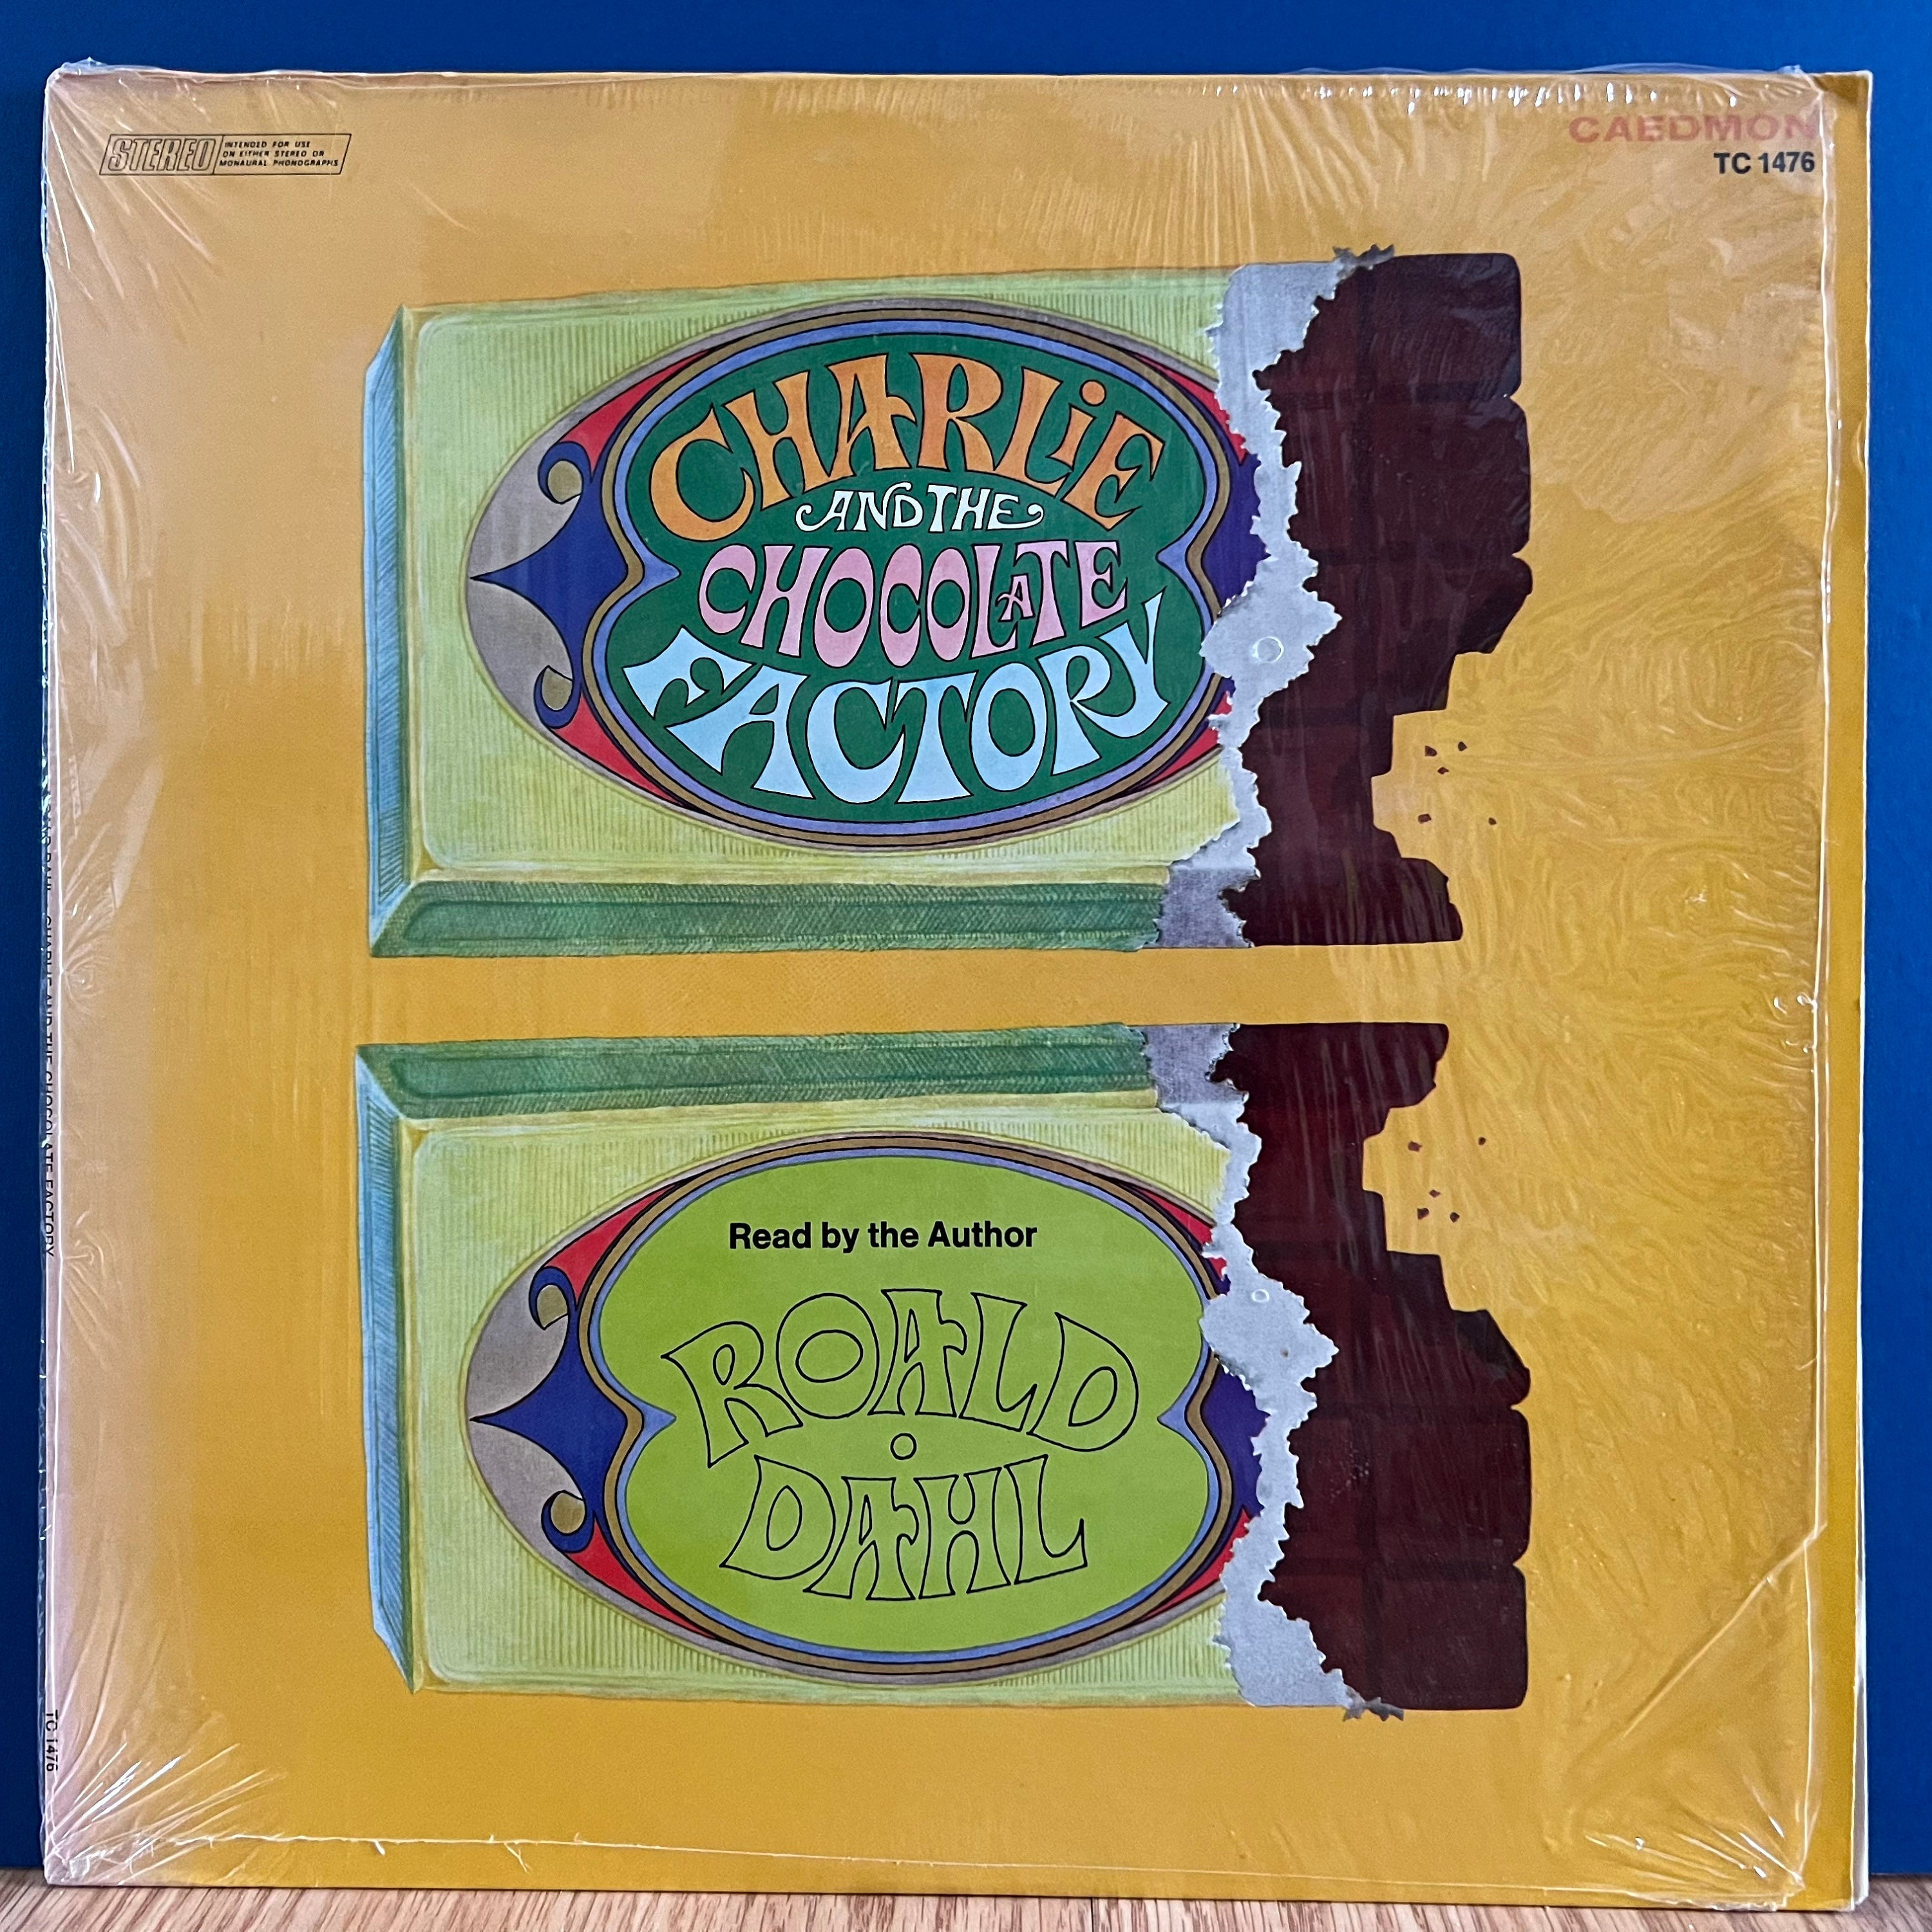 STEREO
INTENDED FOR USE
ON EITHER STEREO OR
MONAURAL PHONOGRAPHS
CAEDMON
TC 1476
CHARLiE
AND THE
CHOCOLATE
FACTORY
Read by the Author
ROALD
DAHL
CHARLIE AND THE CHOCOLATE FACTORY
TC 1476